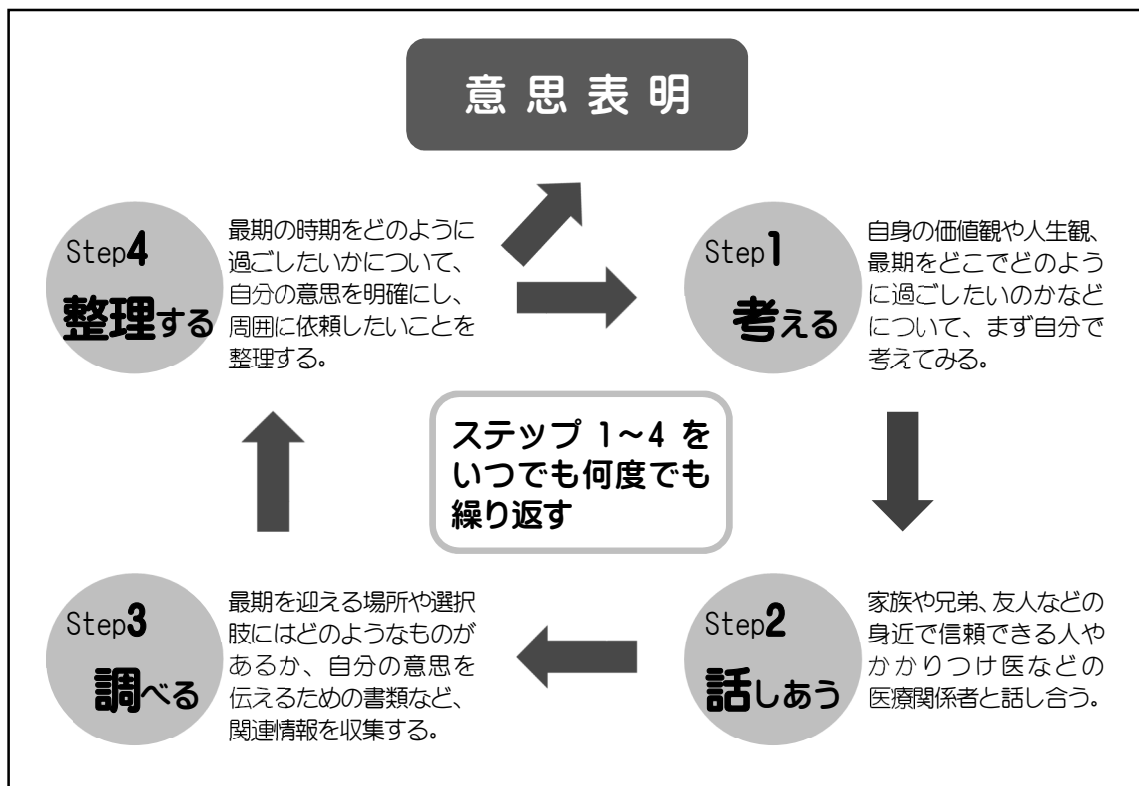 意思表明
Step4
整理する
最期の時期をどのように
過ごしたいかについて、
自分の意思を明確にし、
周囲に依頼したいことを
整理する。
Step1
考える
自身の価値観や人生観、
最期をどこでどのよう
に過ごしたいのかなど
について、まず自分で
考えてみる。
ステップ 1~4 を
いつでも何度でも
繰り返す
Step3
調べる
最期を迎える場所や選択
肢にはどのようなものが
あるか、自分の意思を
伝えるための書類など、
関連情報を収集する。
Step2
話しあう
家族や兄弟、友人などの
身近で信頼できる人や
かかりつけ医などの
医療関係者と話し合う。